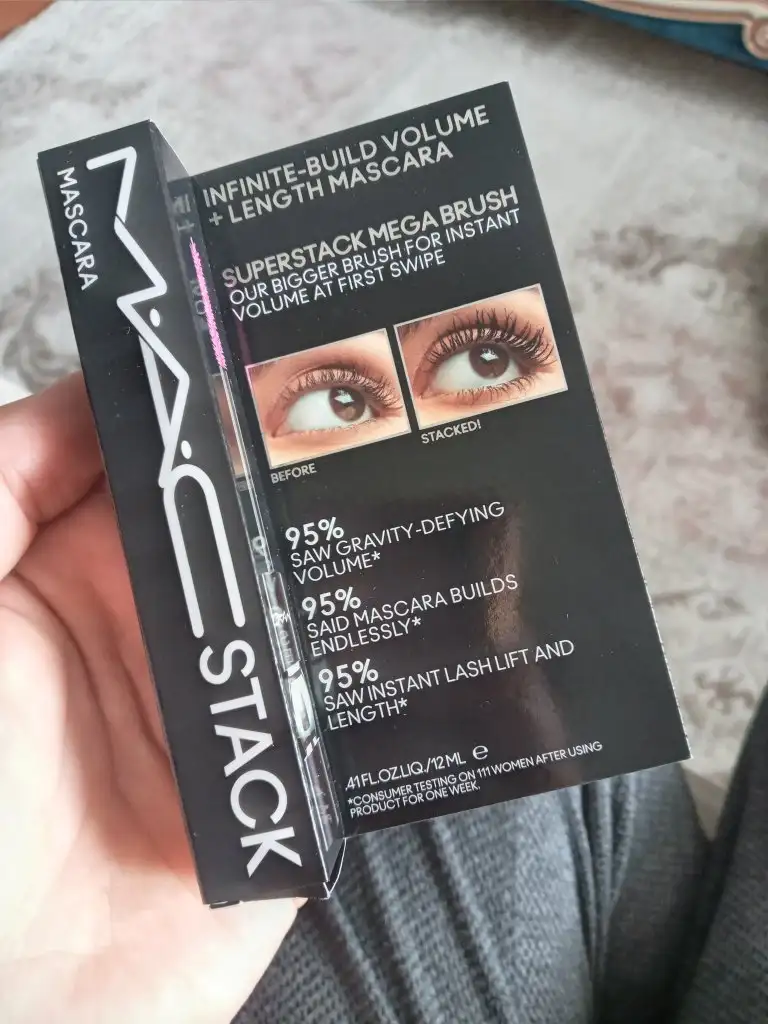 MASCARA
MAC
STACK
INFINITE-BUILD VOLUME
+ LENGTH MASCARA
SUPERSTACK MEGA BRUSH
OUR BIGGER BRUSH FOR INSTANT
VOLUME AT FIRST SWIPE
BEFORE
STACKED!
95%
SAW GRAVITY-DEFYING
VOLUME*
95%
SAID MASCARA BUILDS
ENDLESSLY*
95%
SAW INSTANT LASH LIFT AND
LENGTH*
.41 FL.OZ.LIQ./12 ML ℮
*CONSUMER TESTING ON 111 WOMEN AFTER USING
PRODUCT FOR ONE WEEK.